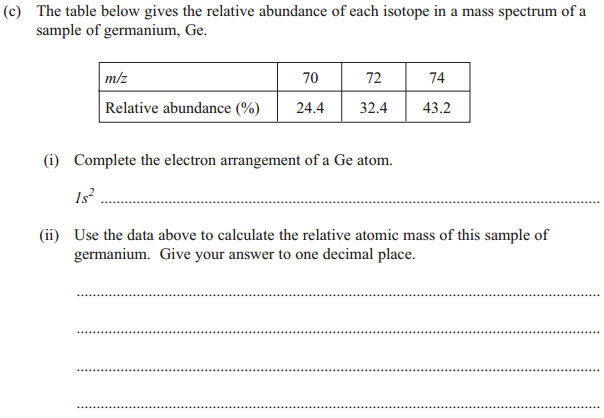 (c) The table below gives the relative abundance of each isotope in a mass spectrum of a
sample of germanium, Ge.
m/z 70 72 74
Relative abundance (%) 24.4 32.4 43.2
(i) Complete the electron arrangement of a Ge atom.
1s² ........................................................................................................................
(ii) Use the data above to calculate the relative atomic mass of this sample of
germanium. Give your answer to one decimal place.
................................................................................................................................
................................................................................................................................
................................................................................................................................
................................................................................................................................